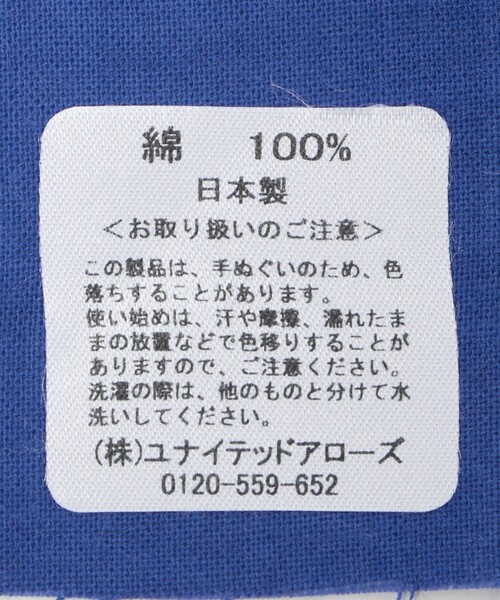 綿 100%
日本製
＜お取り扱いのご注意＞
この製品は、手ぬぐいのため、色
落ちすることがあります。
使い始めは、汗や摩擦、濡れたま
まの放置などで色移りすることが
ありますので、ご注意ください。
洗濯の際は、他のものと分けて水
洗いしてください。
(株)ユナイテッドアローズ
0120-559-652